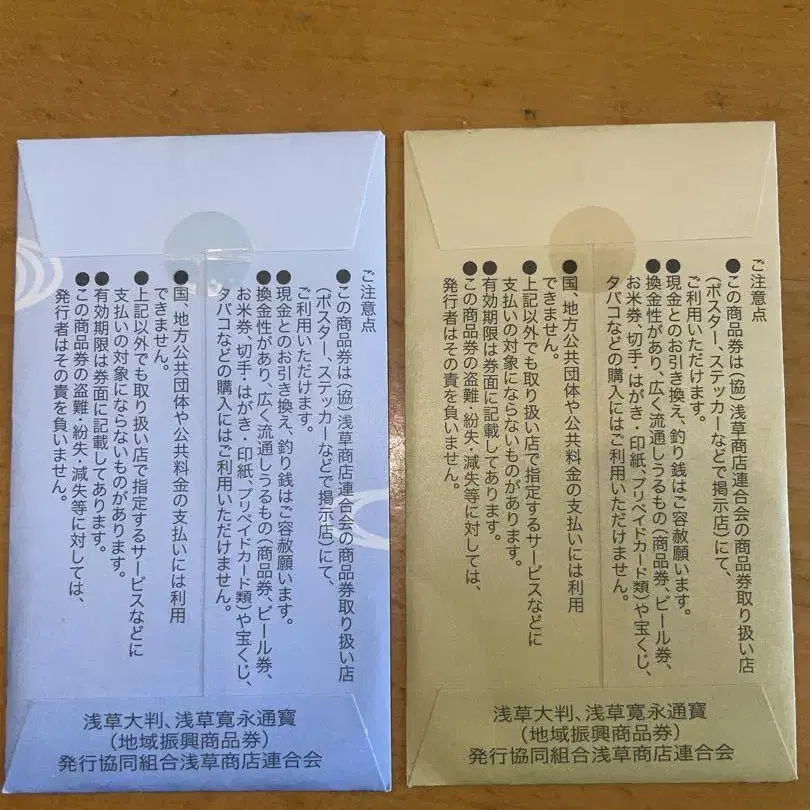 ご注意点
●この商品券は(協)浅草商店連合会の商品券取り扱い店
(ポスター、ステッカーなどで掲示店)にて、
ご利用いただけます。
●現金とのお引き換え、釣り銭はご容赦願います。
●換金性があり、広く流通しうるもの(商品券、ビール券、
お米券、切手・はがき・印紙、プリペイドカード類)や宝くじ、
タバコなどの購入にはご利用いただけません。
●国、地方公共団体や公共料金の支払いには利用
できません。
●上記以外でも取り扱い店で指定するサービスなどに
支払いの対象にならないものがあります。
●有効期限は券面に記載してあります。
●この商品券の盗難・紛失・減失等に対しては、
発行者はその責を負いません。
浅草大判、浅草寛永通寶
(地域振興商品券)
発行協同組合浅草商店連合会
ご注意点
●この商品券は(協)浅草商店連合会の商品券取り扱い店
(ポスター、ステッカーなどで掲示店)にて、
ご利用いただけます。
●現金とのお引き換え、釣り銭はご容赦願います。
●換金性があり、広く流通しうるもの(商品券、ビール券、
お米券、切手・はがき・印紙、プリペイドカード類)や宝くじ、
タバコなどの購入にはご利用いただけません。
●国、地方公共団体や公共料金の支払いには利用
できません。
●上記以外でも取り扱い店で指定するサービスなどに
支払いの対象にならないものがあります。
●有効期限は券面に記載してあります。
●この商品券の盗難・紛失・減失等に対しては、
発行者はその責を負いません。
浅草大判、浅草寛永通寶
(地域振興商品券)
発行協同組合浅草商店連合会